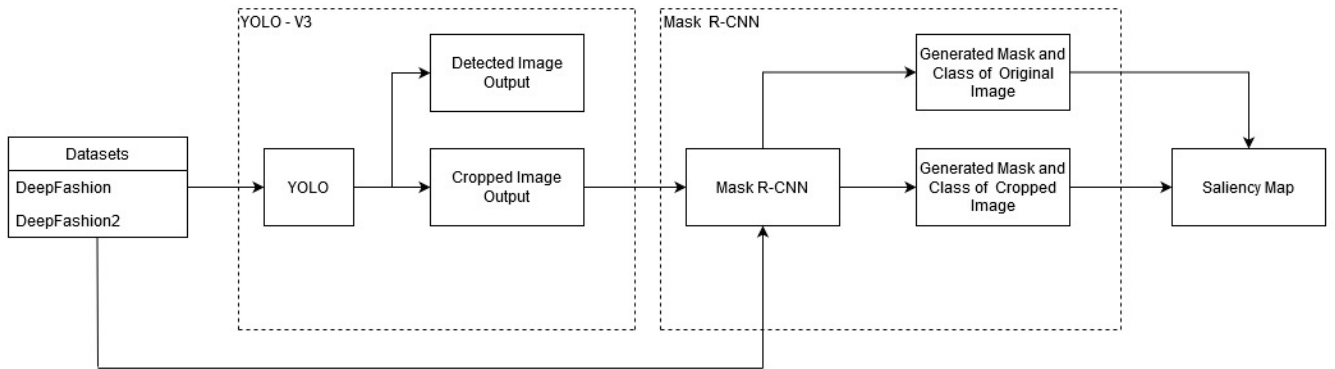 YOLO - V3
Mask R-CNN
Detected Image
Output
Generated Mask and
Class of Original
Image
Datasets
DeepFashion
DeepFashion2
YOLO
Cropped Image
Output
Mask R-CNN
Generated Mask and
Class of Cropped
Image
Saliency Map